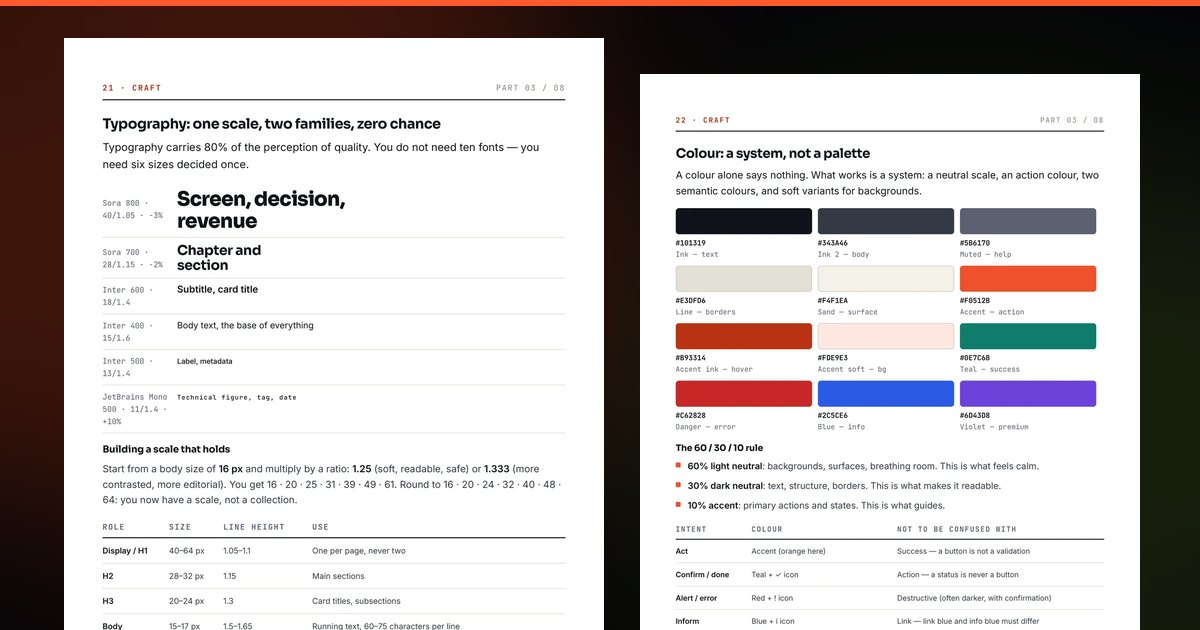 21 · CRAFT
PART 03 / 08
Typography: one scale, two families, zero chance
Typography carries 80% of the perception of quality. You do not need ten fonts — you
need six sizes decided once.
Sora 800 ·
40/1.05 · -3%
Screen, decision,
revenue
Sora 700 ·
28/1.15 · -2%
Chapter and
section
Inter 600 ·
18/1.4
Subtitle, card title
Inter 400 ·
15/1.6
Body text, the base of everything
Inter 500 ·
13/1.4
Label, metadata
JetBrains Mono
500 · 11/1.4 ·
+10%
Technical figure, tag, date
Building a scale that holds
Start from a body size of 16 px and multiply by a ratio: 1.25 (soft, readable, safe) or 1.333 (more
contrasted, more editorial). You get 16 · 20 · 25 · 31 · 39 · 49 · 61. Round to 16 · 20 · 24 · 32 · 40 · 48 ·
64: you now have a scale, not a collection.
ROLE SIZE LINE HEIGHT USE
Display / H1 40–64 px 1.05–1.1 One per page, never two
H2 28–32 px 1.15 Main sections
H3 20–24 px 1.3 Card titles, subsections
Body 15–17 px 1.5–1.65 Running text, 60–75 characters per line
22 · CRAFT
PART 03 / 08
Colour: a system, not a palette
A colour alone says nothing. What works is a system: a neutral scale, an action colour, two
semantic colours, and soft variants for backgrounds.
#101319 #343A46 #5B6170
Ink — text Ink 2 — body Muted — help
#E3DFD6 #F4F1EA #F0512B
Line — borders Sand — surface Accent — action
#B93314 #FDE9E3 #0E7C6B
Accent ink — hover Accent soft — bg Teal — success
#C62828 #2C5CE6 #6D43D8
Danger — error Blue — info Violet — premium
The 60 / 30 / 10 rule
60% light neutral: backgrounds, surfaces, breathing room. This is what feels calm.
30% dark neutral: text, structure, borders. This is what makes it readable.
10% accent: primary actions and states. This is what guides.
INTENT COLOUR NOT TO BE CONFUSED WITH
Act Accent (orange here) Success — a button is not a validation
Confirm / done Teal + ✓ icon Action — a status is never a button
Alert / error Red + ! icon Destructive (often darker, with confirmation)
Inform Blue + i icon Link — link blue and info blue must differ